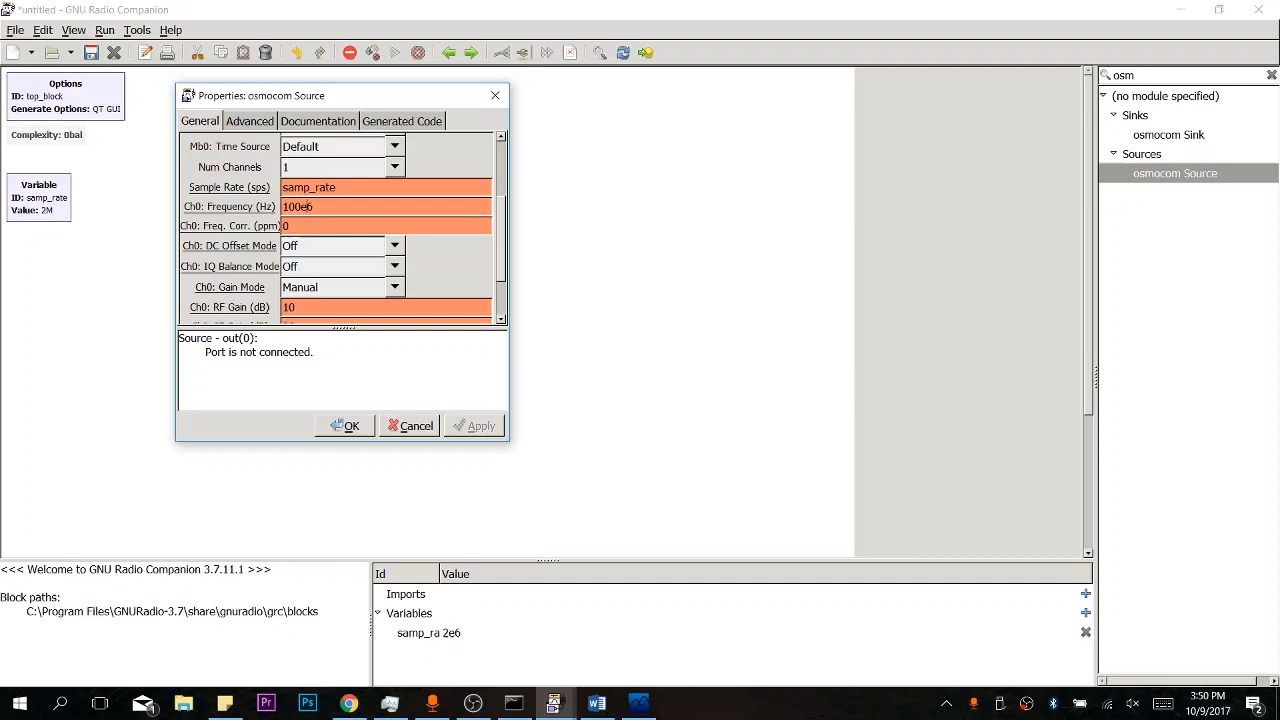 *untitled - GNU Radio Companion
File Edit View Run Tools Help
Options
ID: top_block
Generate Options: QT GUI
Complexity: 0bal
Variable
ID: samp_rate
Value: 2M
Properties: osmocom Source
General Advanced Documentation Generated Code
Mb0: Time Source Default
Num Channels 1
Sample Rate (sps) samp_rate
Ch0: Frequency (Hz) 100e6
Ch0: Freq. Corr. (ppm) 0
Ch0: DC Offset Mode Off
Ch0: IQ Balance Mode Off
Ch0: Gain Mode Manual
Ch0: RF Gain (dB) 10
Source - out(0):
Port is not connected.
OK Cancel Apply
osm
(no module specified)
Sinks
osmocom Sink
Sources
osmocom Source
<<< Welcome to GNU Radio Companion 3.7.11.1 >>>
Block paths:
C:\Program Files\GNURadio-3.7\share\gnuradio\grc\blocks
Id Value
Imports
Variables
samp_ra 2e6
3:50 PM
10/9/2017